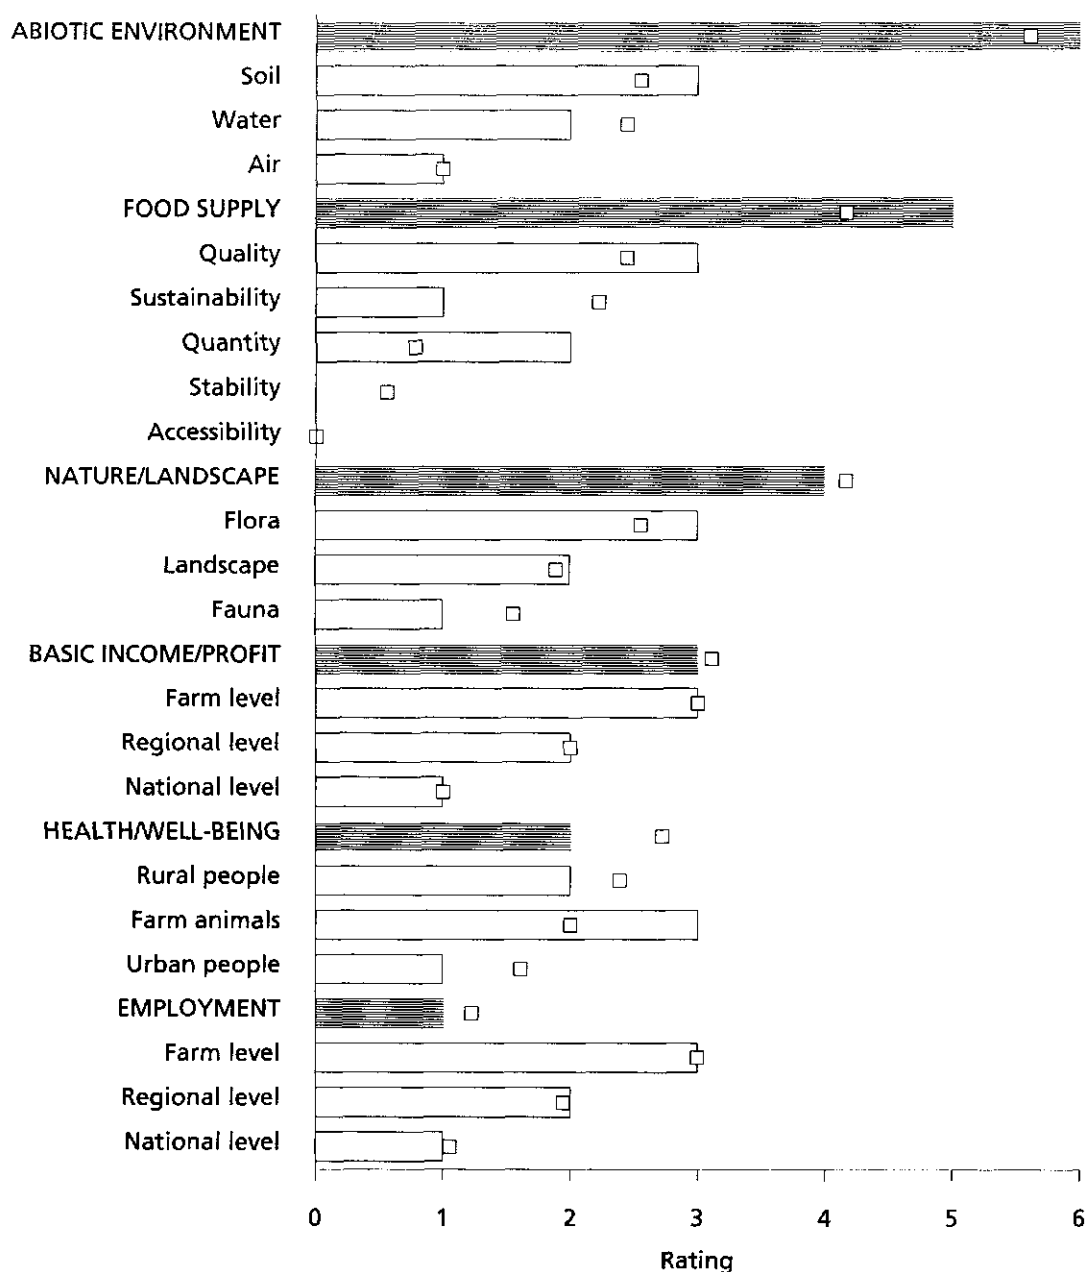 ABIOTIC ENVIRONMENT
Soil
Water
Air
FOOD SUPPLY
Quality
Sustainability
Quantity
Stability
Accessibility
NATURE/LANDSCAPE
Flora
Landscape
Fauna
BASIC INCOME/PROFIT
Farm level
Regional level
National level
HEALTH/WELL-BEING
Rural people
Farm animals
Urban people
EMPLOYMENT
Farm level
Regional level
National level
0 1 2 3 4 5 6
Rating